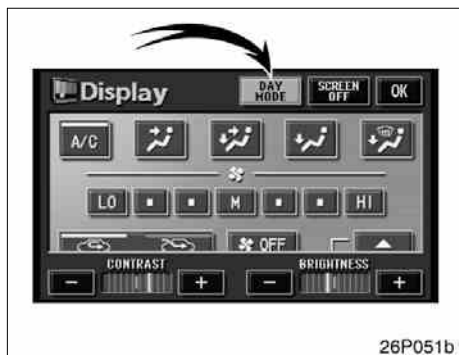 Display
DAY MODE
SCREEN OFF
OK
A/C
LO M HI
OFF
CONTRAST BRIGHTNESS
− + − +
26P051b